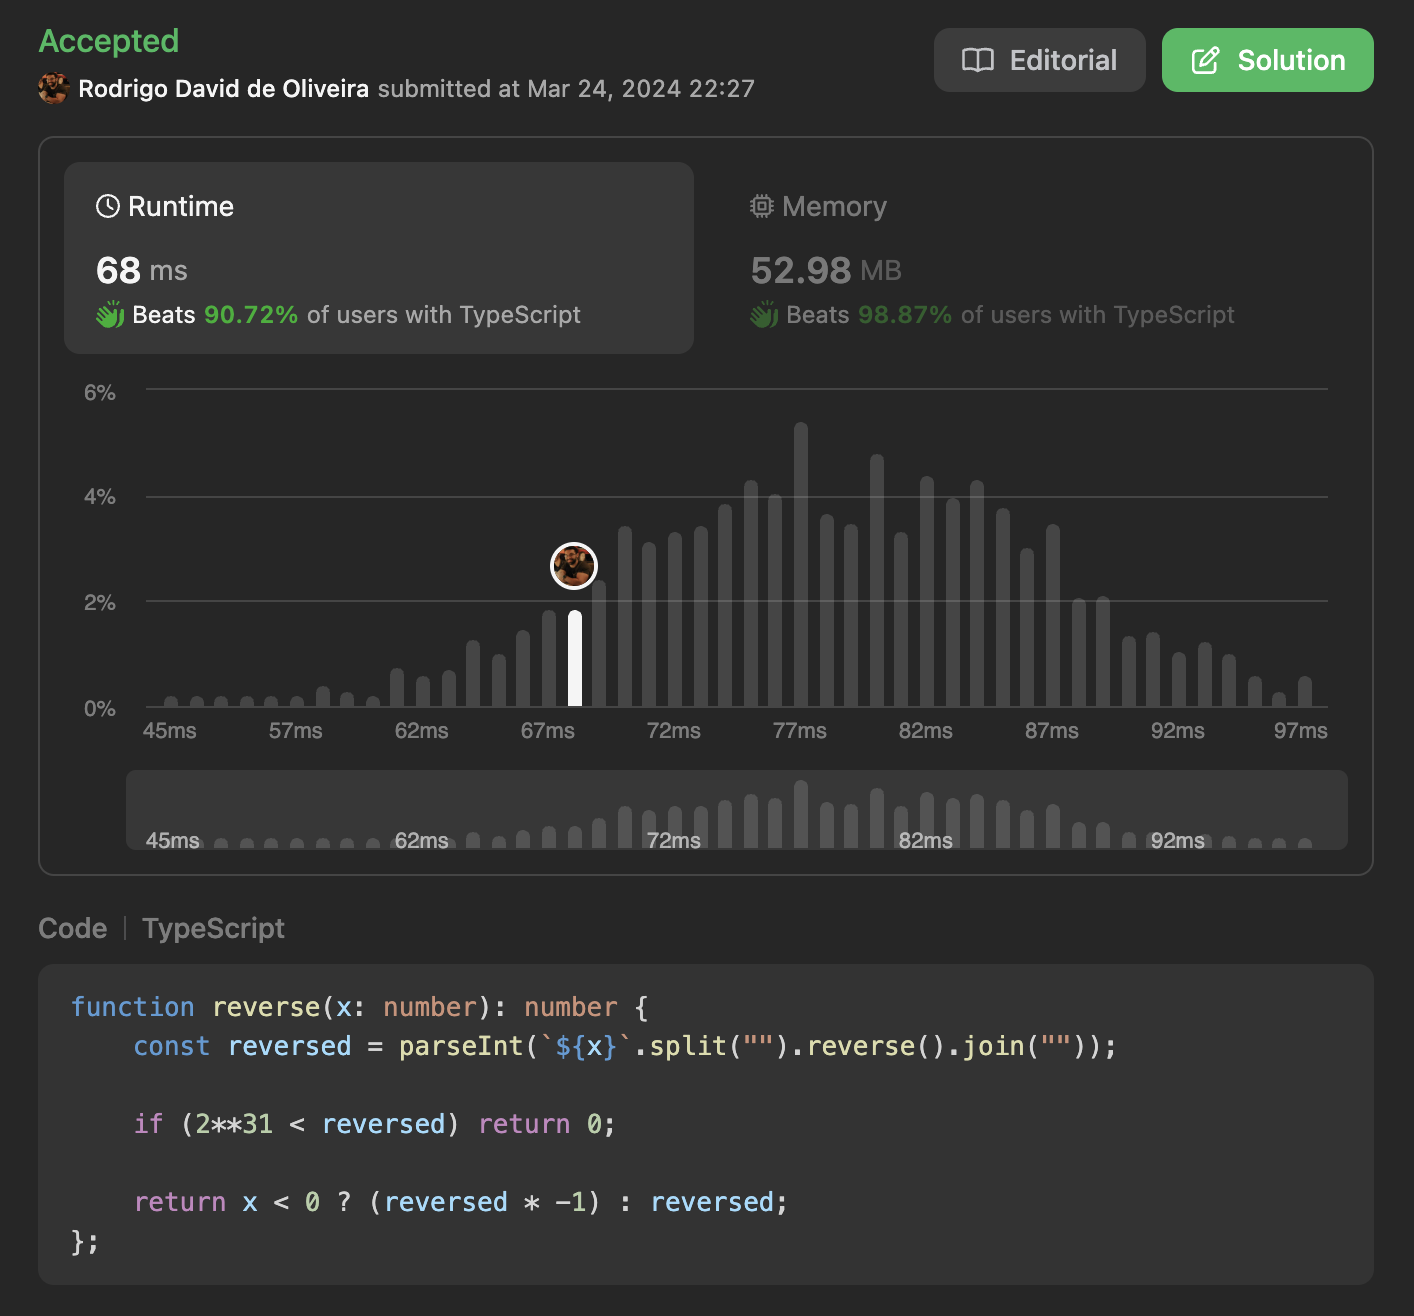 Accepted
Editorial
Solution
Rodrigo David de Oliveira submitted at Mar 24, 2024 22:27
Runtime
Memory
68 ms
52.98 MB
Beats 90.72% of users with TypeScript
Beats 98.87% of users with TypeScript
6%
4%
2%
0%
45ms 57ms 62ms 67ms 72ms 77ms 82ms 87ms 92ms 97ms
45ms 62ms 72ms 82ms 92ms
Code | TypeScript
function reverse(x: number): number {
    const reversed = parseInt(`${x}`.split("").reverse().join(""));
    if (2**31 < reversed) return 0;
    return x < 0 ? (reversed * -1) : reversed;
};